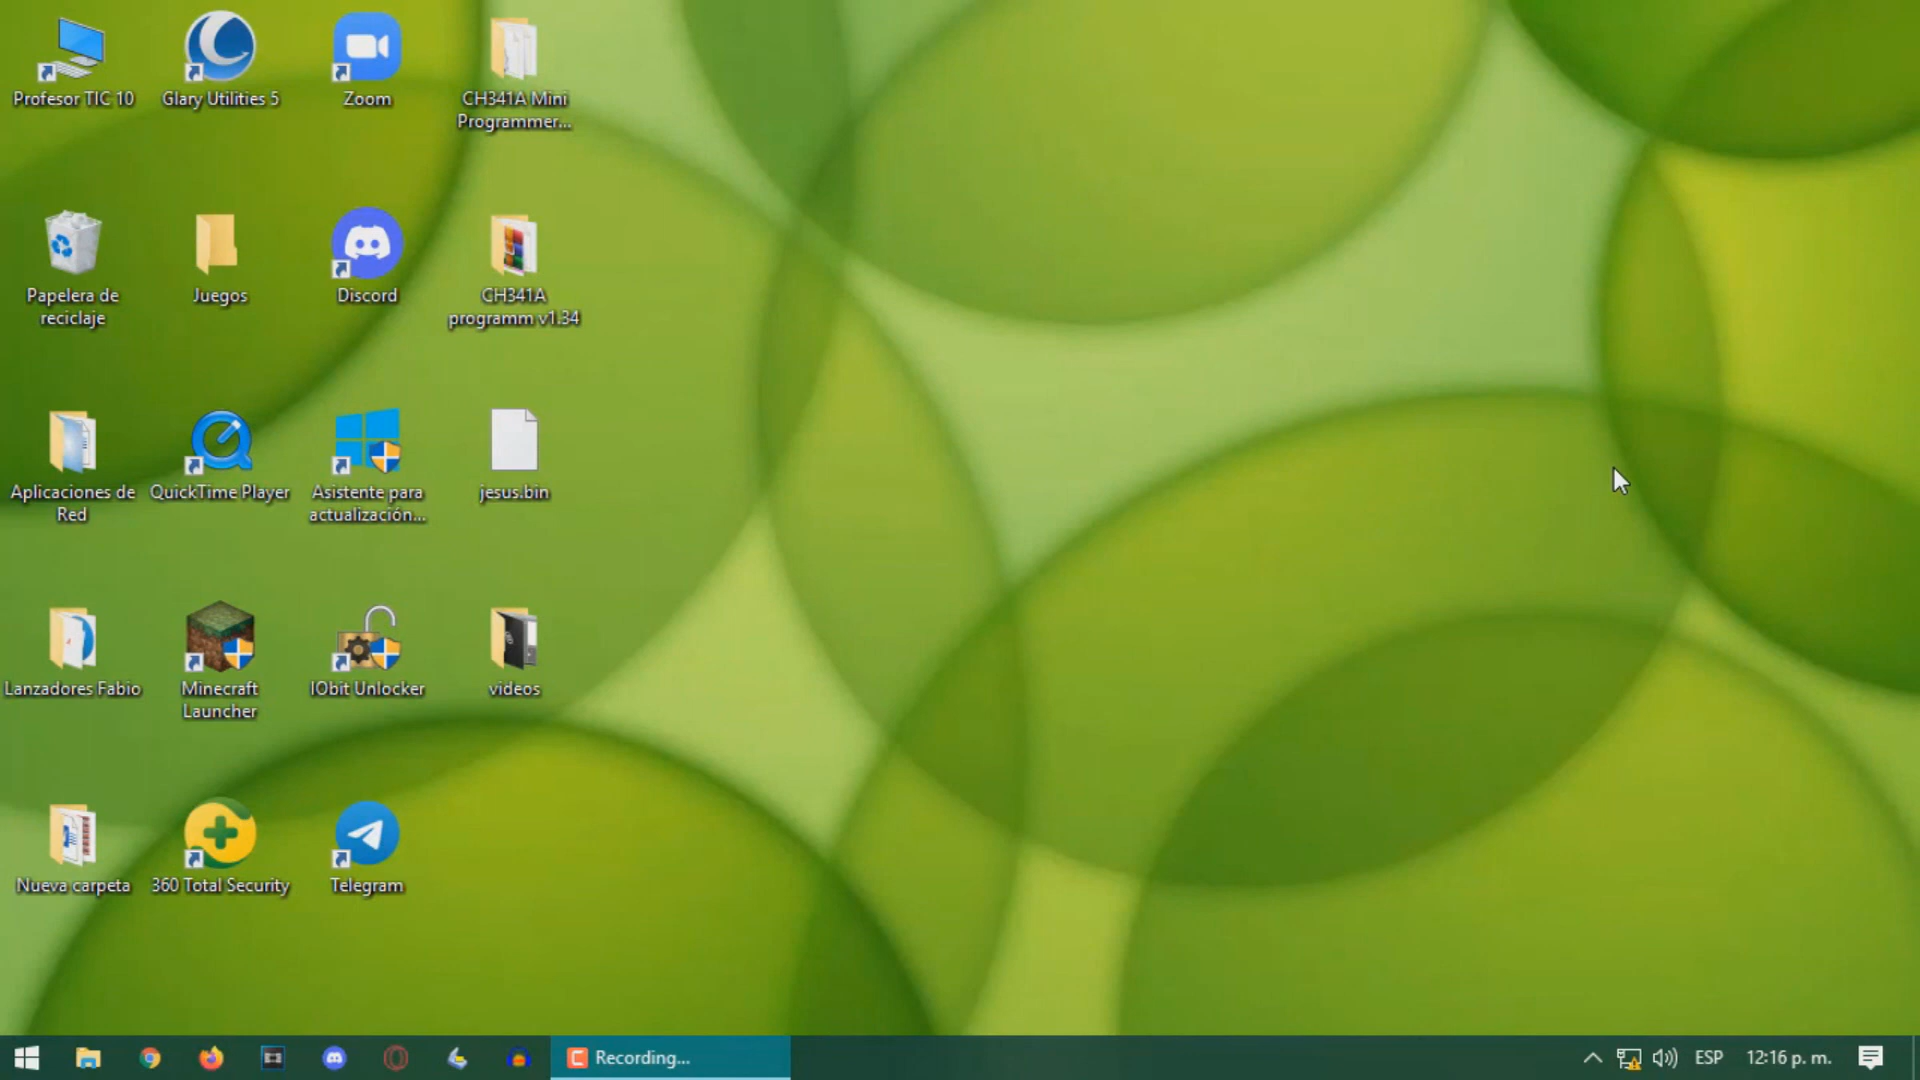 Profesor TIC 10
Glary Utilities 5
Zoom
CH341A Mini
Programmer...
Papelera de
reciclaje
Juegos
Discord
CH341A
programm v1.34
Aplicaciones de
Red
QuickTime Player
Asistente para
actualización...
jesus.bin
Lanzadores Fabio
Minecraft
Launcher
IObit Unlocker
videos
Nueva carpeta
360 Total Security
Telegram
Recording...
ESP
12:16 p. m.